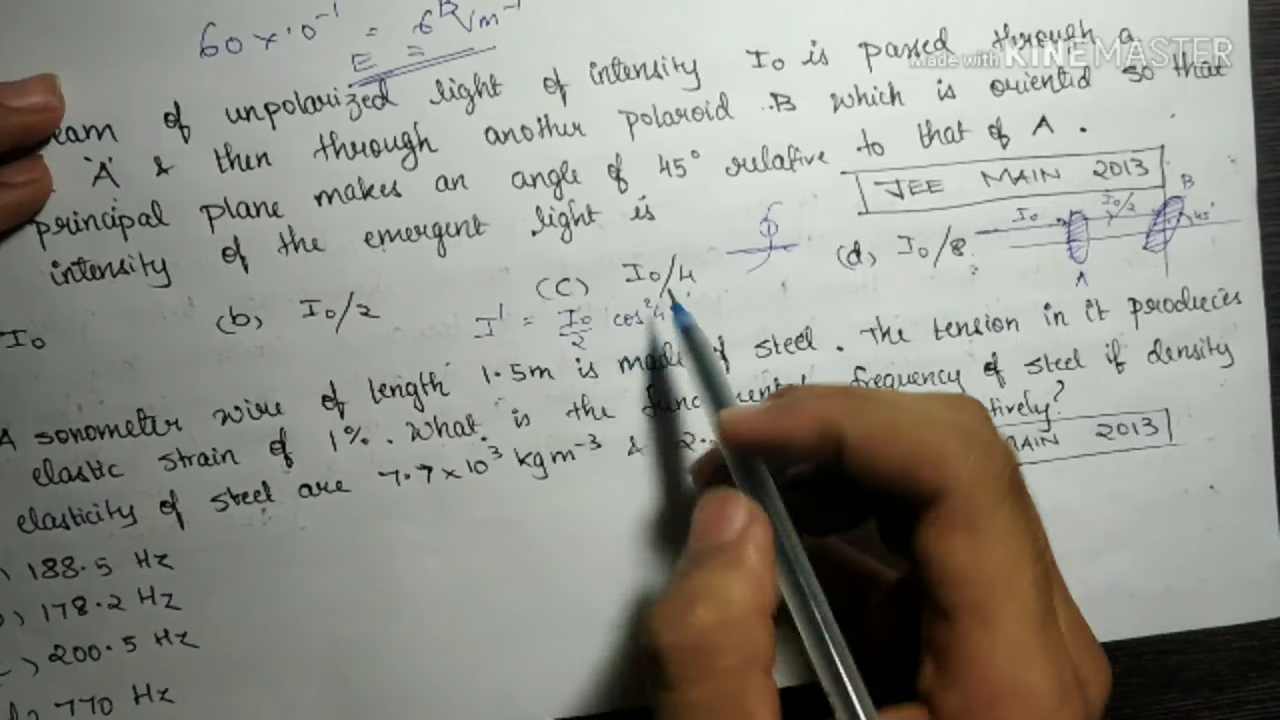 60 × 10⁻¹ = 6 V m⁻¹
E =
Made with KINEMASTER
eam of unpolarized light of intensity I₀ is passed through a
'A' & then through another polaroid B which is oriented so that
principal plane makes an angle of 45° relative to that of A.
intensity of the emergent light is
JEE MAIN 2013
I₀ I₀/2 B 45°
A
I₀ (b) I₀/2 (c) I₀/4 (d) I₀/8
I' = I₀/2 cos²4
A sonometer wire of length 1.5m is made of steel. The tension in it produces
elastic strain of 1%. What is the frequency of steel if density
elasticity of steel are 7.7×10³ kgm⁻³ & 2. tively?
MAIN 2013
) 188.5 Hz
) 178.2 Hz
) 200.5 Hz
770 Hz